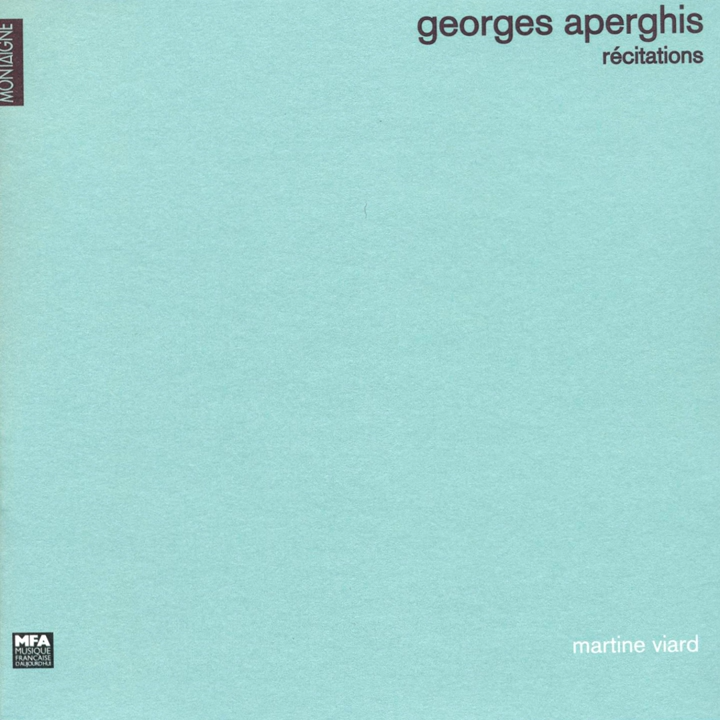 georges aperghis
récitations
MONTAIGNE
martine viard
MFA
MUSIQUE
FRANÇAISE
D'AUJOURD'HUI